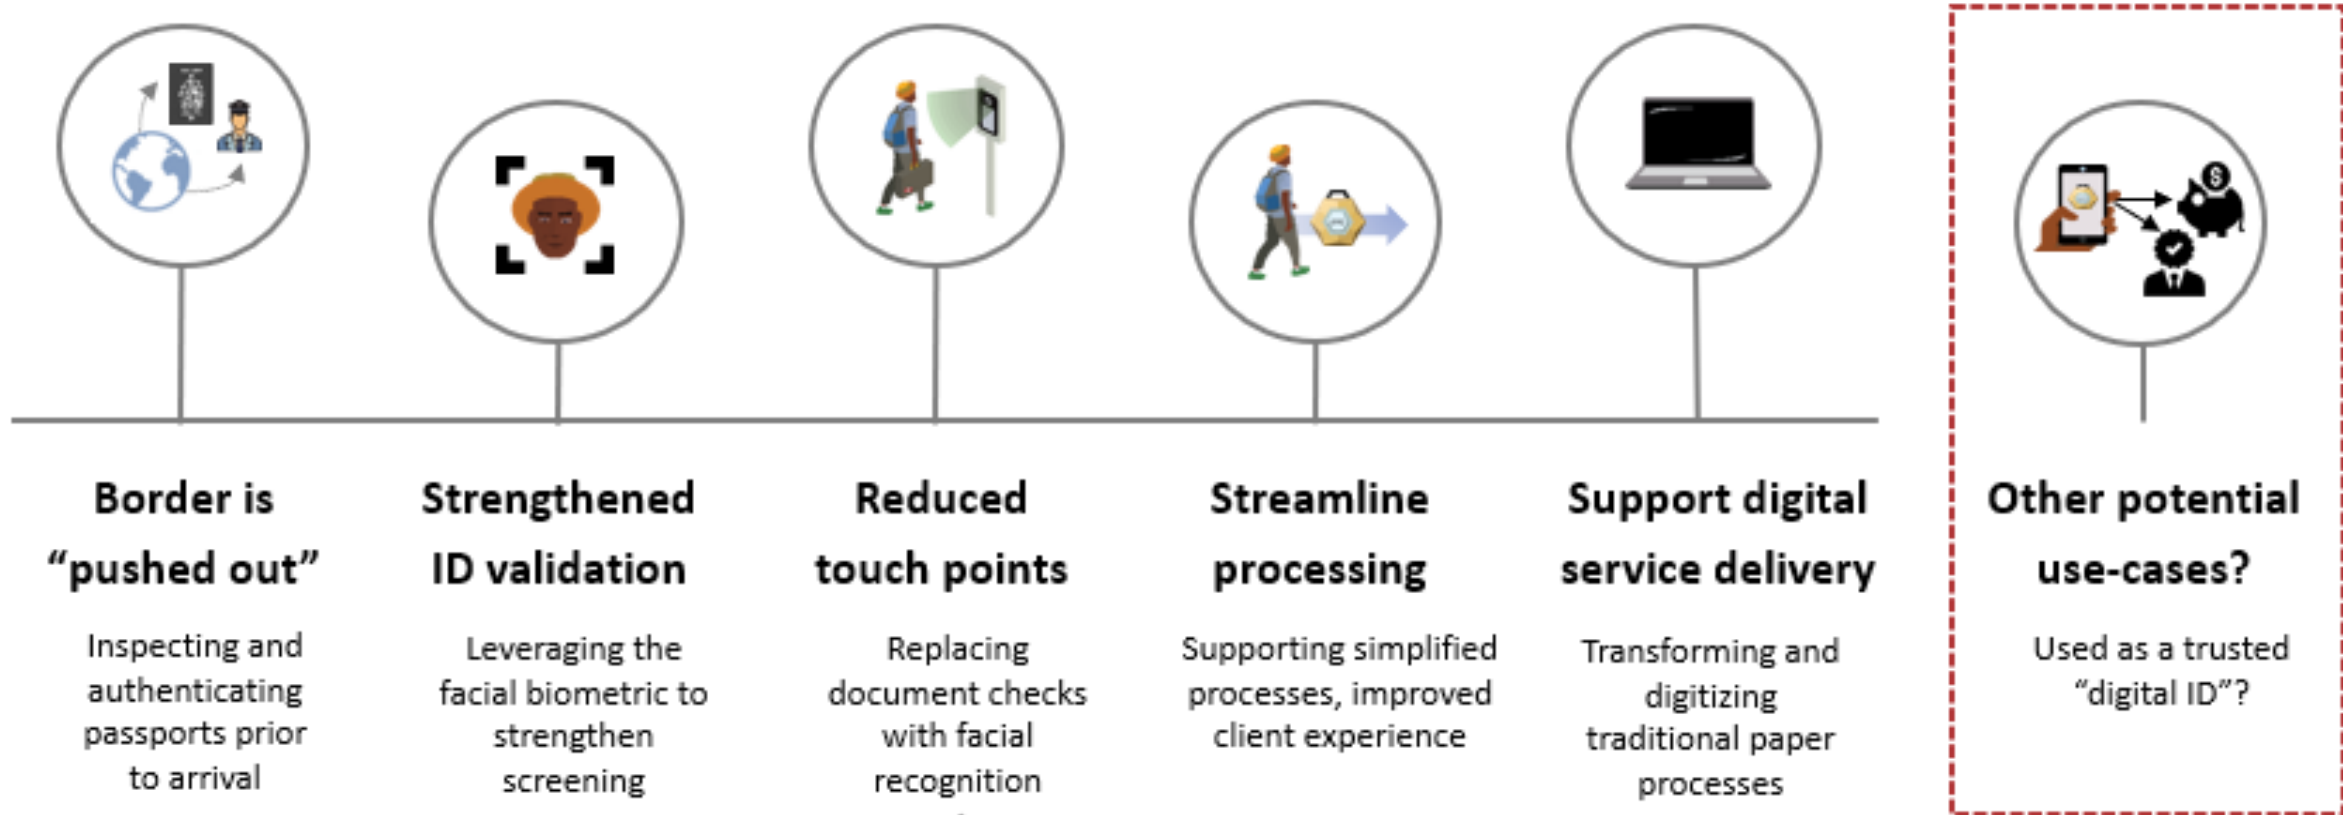 Border is
“pushed out”
Inspecting and
authenticating
passports prior
to arrival
Strengthened
ID validation
Leveraging the
facial biometric to
strengthen
screening
Reduced
touch points
Replacing
document checks
with facial
recognition
Streamline
processing
Supporting simplified
processes, improved
client experience
Support digital
service delivery
Transforming and
digitizing
traditional paper
processes
Other potential
use-cases?
Used as a trusted
“digital ID”?